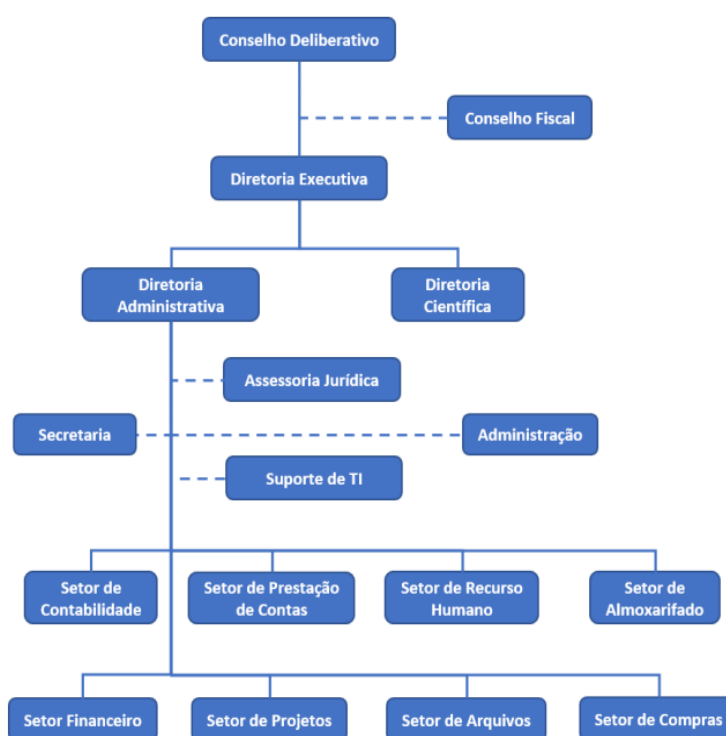 Conselho Deliberativo
Conselho Fiscal
Diretoria Executiva
Diretoria
Administrativa
Diretoria
Científica
Assessoria Jurídica
Secretaria
Administração
Suporte de TI
Setor de
Contabilidade
Setor de Prestação
de Contas
Setor de Recurso
Humano
Setor de
Almoxarifado
Setor Financeiro
Setor de Projetos
Setor de Arquivos
Setor de Compras